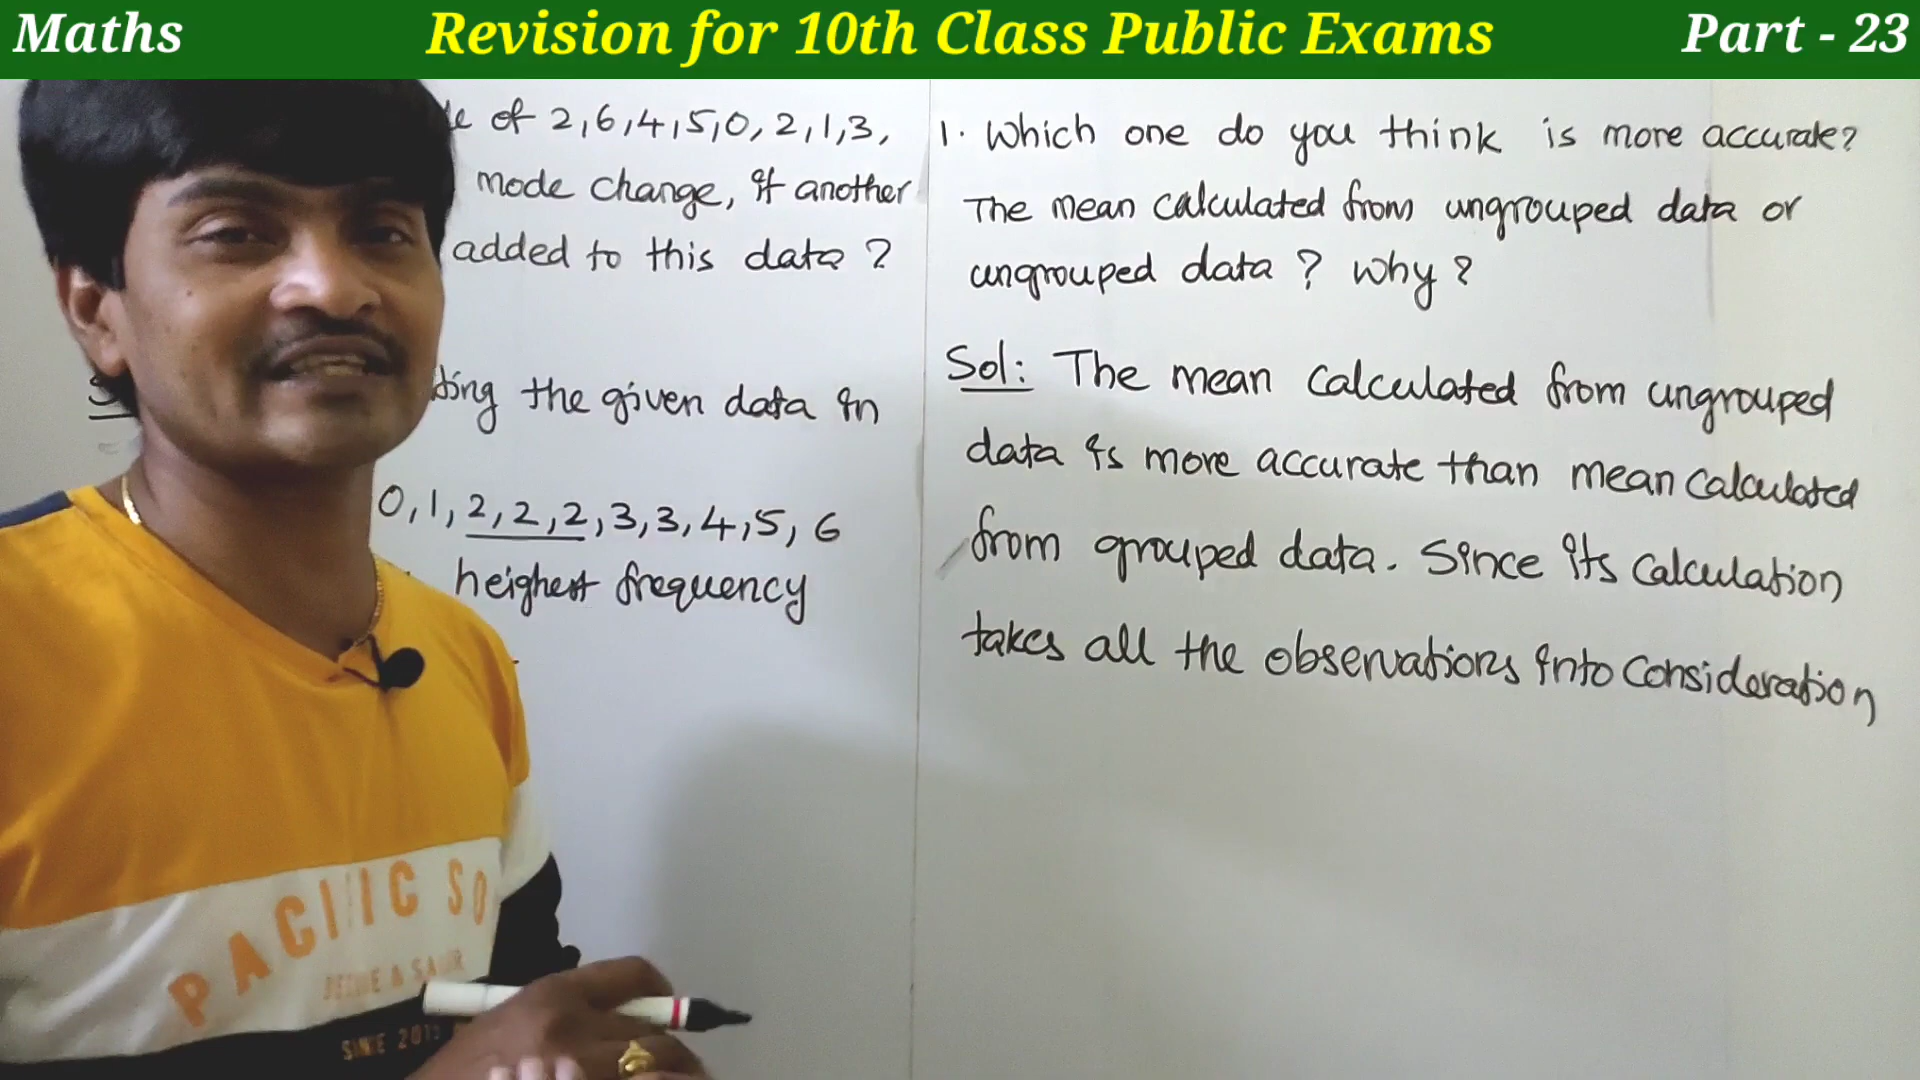 Maths
Revision for 10th Class Public Exams
Part - 23
of 2,6,4,5,0,2,1,3,
mode change, if another
added to this data ?
the given data in
0,1,2,2,2,3,3,4,5,6
heighest frequency
1. Which one do you think is more accurate?
The mean calculated from ungrouped data or
ungrouped data ? Why ?
Sol: The mean calculated from ungrouped
data is more accurate than mean calculated
from grouped data. Since its calculation
takes all the observations into consideration
PACIFIC SO
SINCE 201